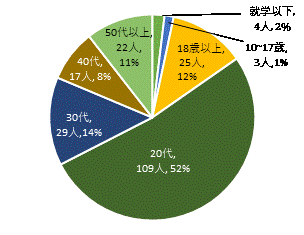 就学以下,
4人, 2%
10~17歳,
3人, 1%
18歳以上,
25人,
12%
20代,
109人, 52%
30代,
29人,14%
40代,
17人, 8%
50代以上,
22人,
11%